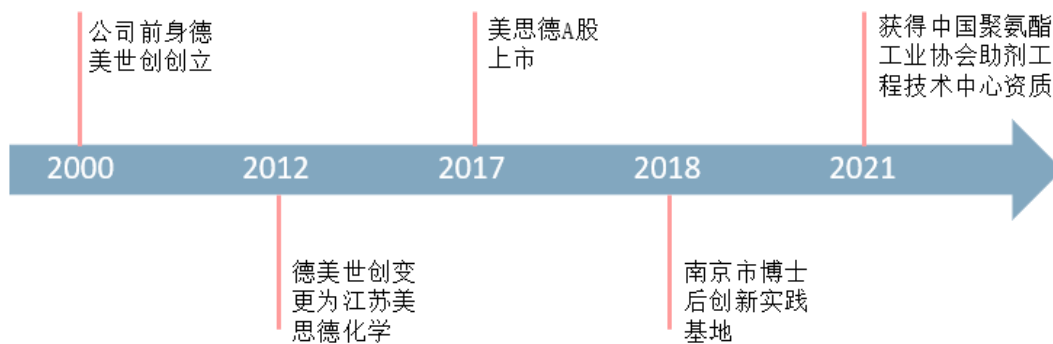 公司前身德
美世创创立
美思德A股
上市
获得中国聚氨酯
工业协会助剂工
程技术中心资质
2000
2012
2017
2018
2021
德美世创变
更为江苏美
思德化学
南京市博士
后创新实践
基地